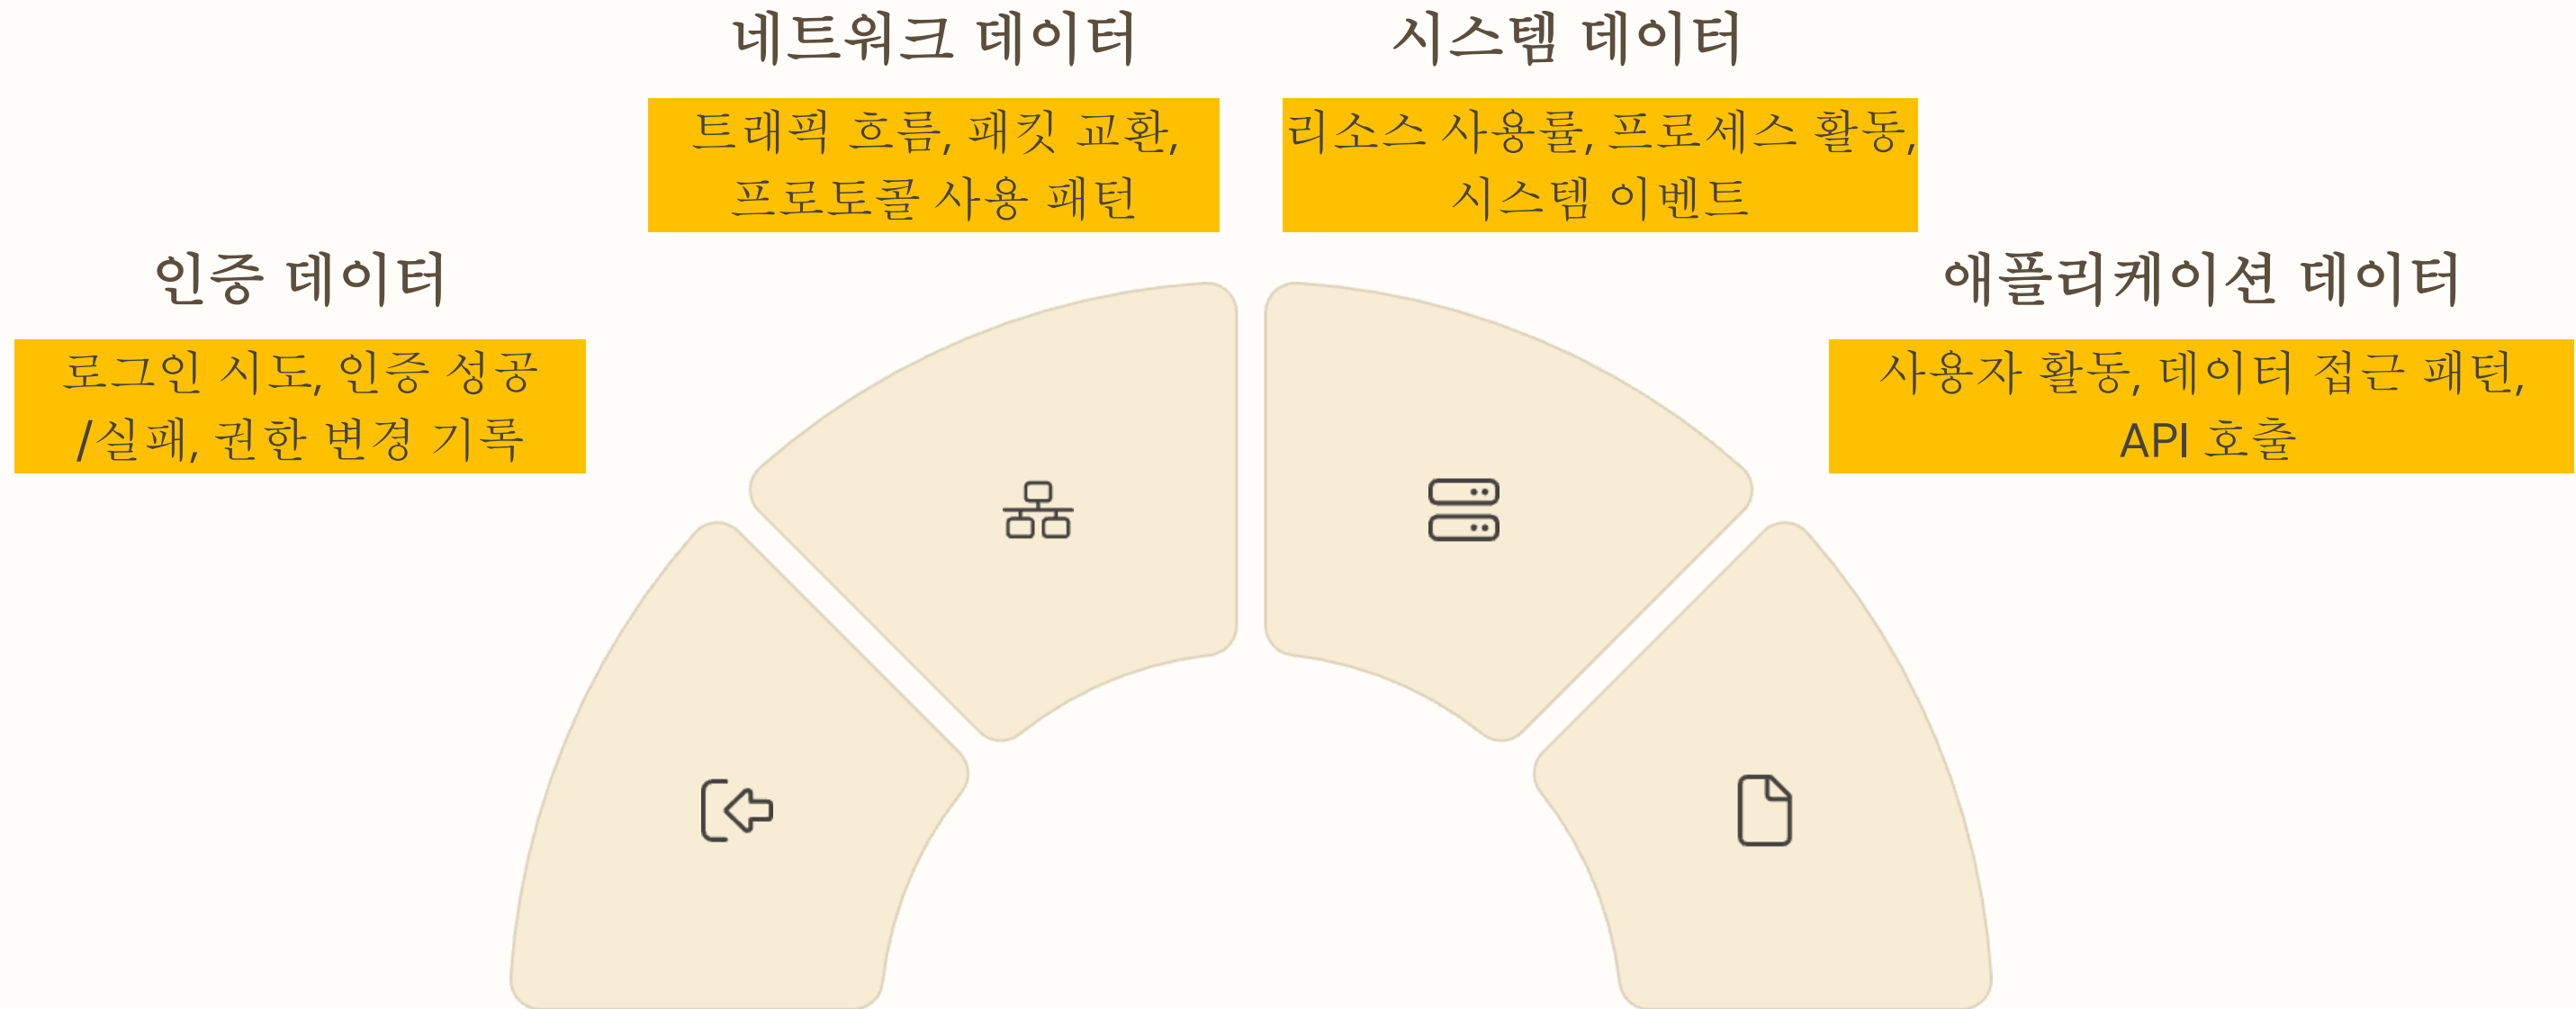 네트워크 데이터
트래픽 흐름, 패킷 교환,
프로토콜 사용 패턴
시스템 데이터
리소스 사용률, 프로세스 활동,
시스템 이벤트
인증 데이터
로그인 시도, 인증 성공
/실패, 권한 변경 기록
애플리케이션 데이터
사용자 활동, 데이터 접근 패턴,
API 호출